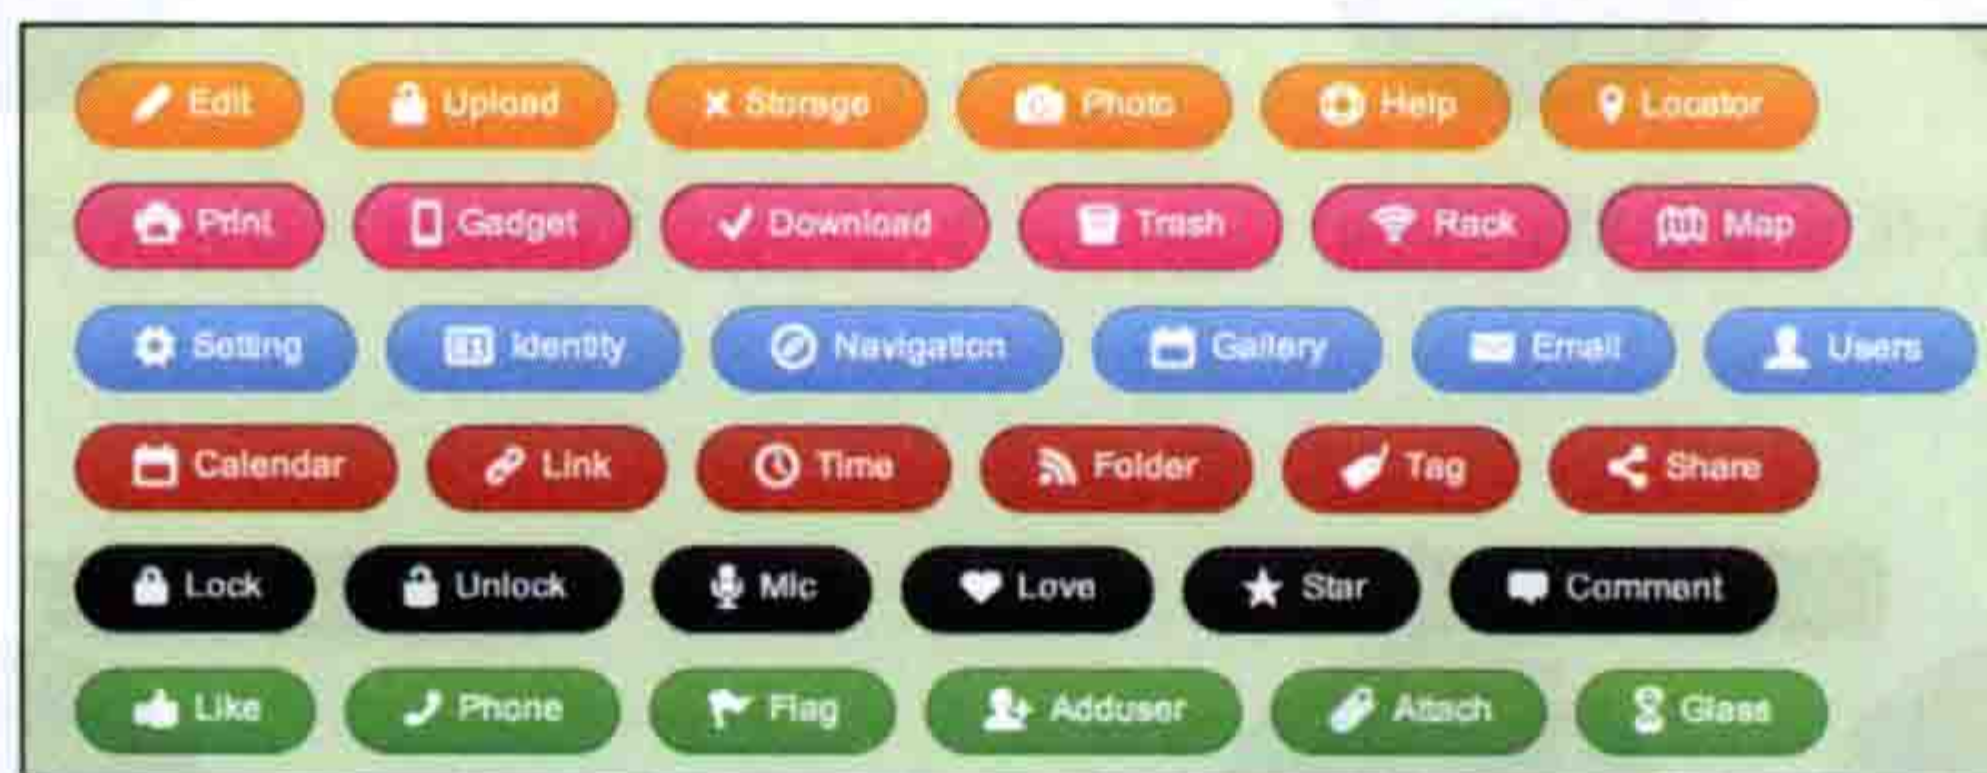 Edit Upload Storage Photo Help Locator
Print Gadget Download Trash Rack Map
Setting Identity Navigation Gallery Email Users
Calendar Link Time Folder Tag Share
Lock Unlock Mic Love Star Comment
Like Phone Flag Adduser Attach Glass